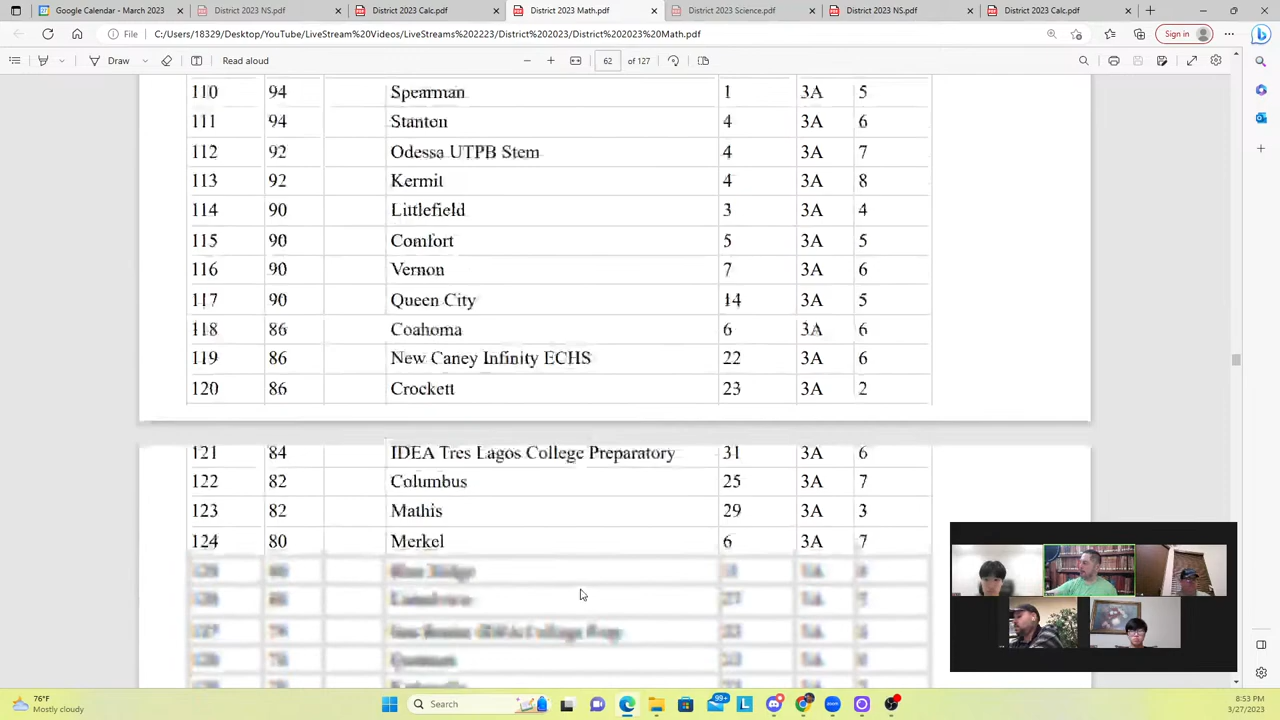 Google Calendar - March 2023
District 2023 NS.pdf
District 2023 Calc.pdf
District 2023 Math.pdf
District 2023 Science.pdf
District 2023 Ns.pdf
District 2023 Calc.pdf
File C:/Users/18329/Desktop/YouTube/LiveStream%20Videos/LiveStreams%20223/District%202023/District%202023%20Math.pdf Sign in
Draw Read aloud 62 of 127
110 94 Spearman 1 3A 5
111 94 Stanton 4 3A 6
112 92 Odessa UTPB Stem 4 3A 7
113 92 Kermit 4 3A 8
114 90 Littlefield 3 3A 4
115 90 Comfort 5 3A 5
116 90 Vernon 7 3A 6
117 90 Queen City 14 3A 5
118 86 Coahoma 6 3A 6
119 86 New Caney Infinity ECHS 22 3A 6
120 86 Crockett 23 3A 2
121 84 IDEA Tres Lagos College Preparatory 31 3A 6
122 82 Columbus 25 3A 7
123 82 Mathis 29 3A 3
124 80 Merkel 6 3A 7
76°F
Mostly cloudy
Search
99+
8:53 PM
3/27/2023